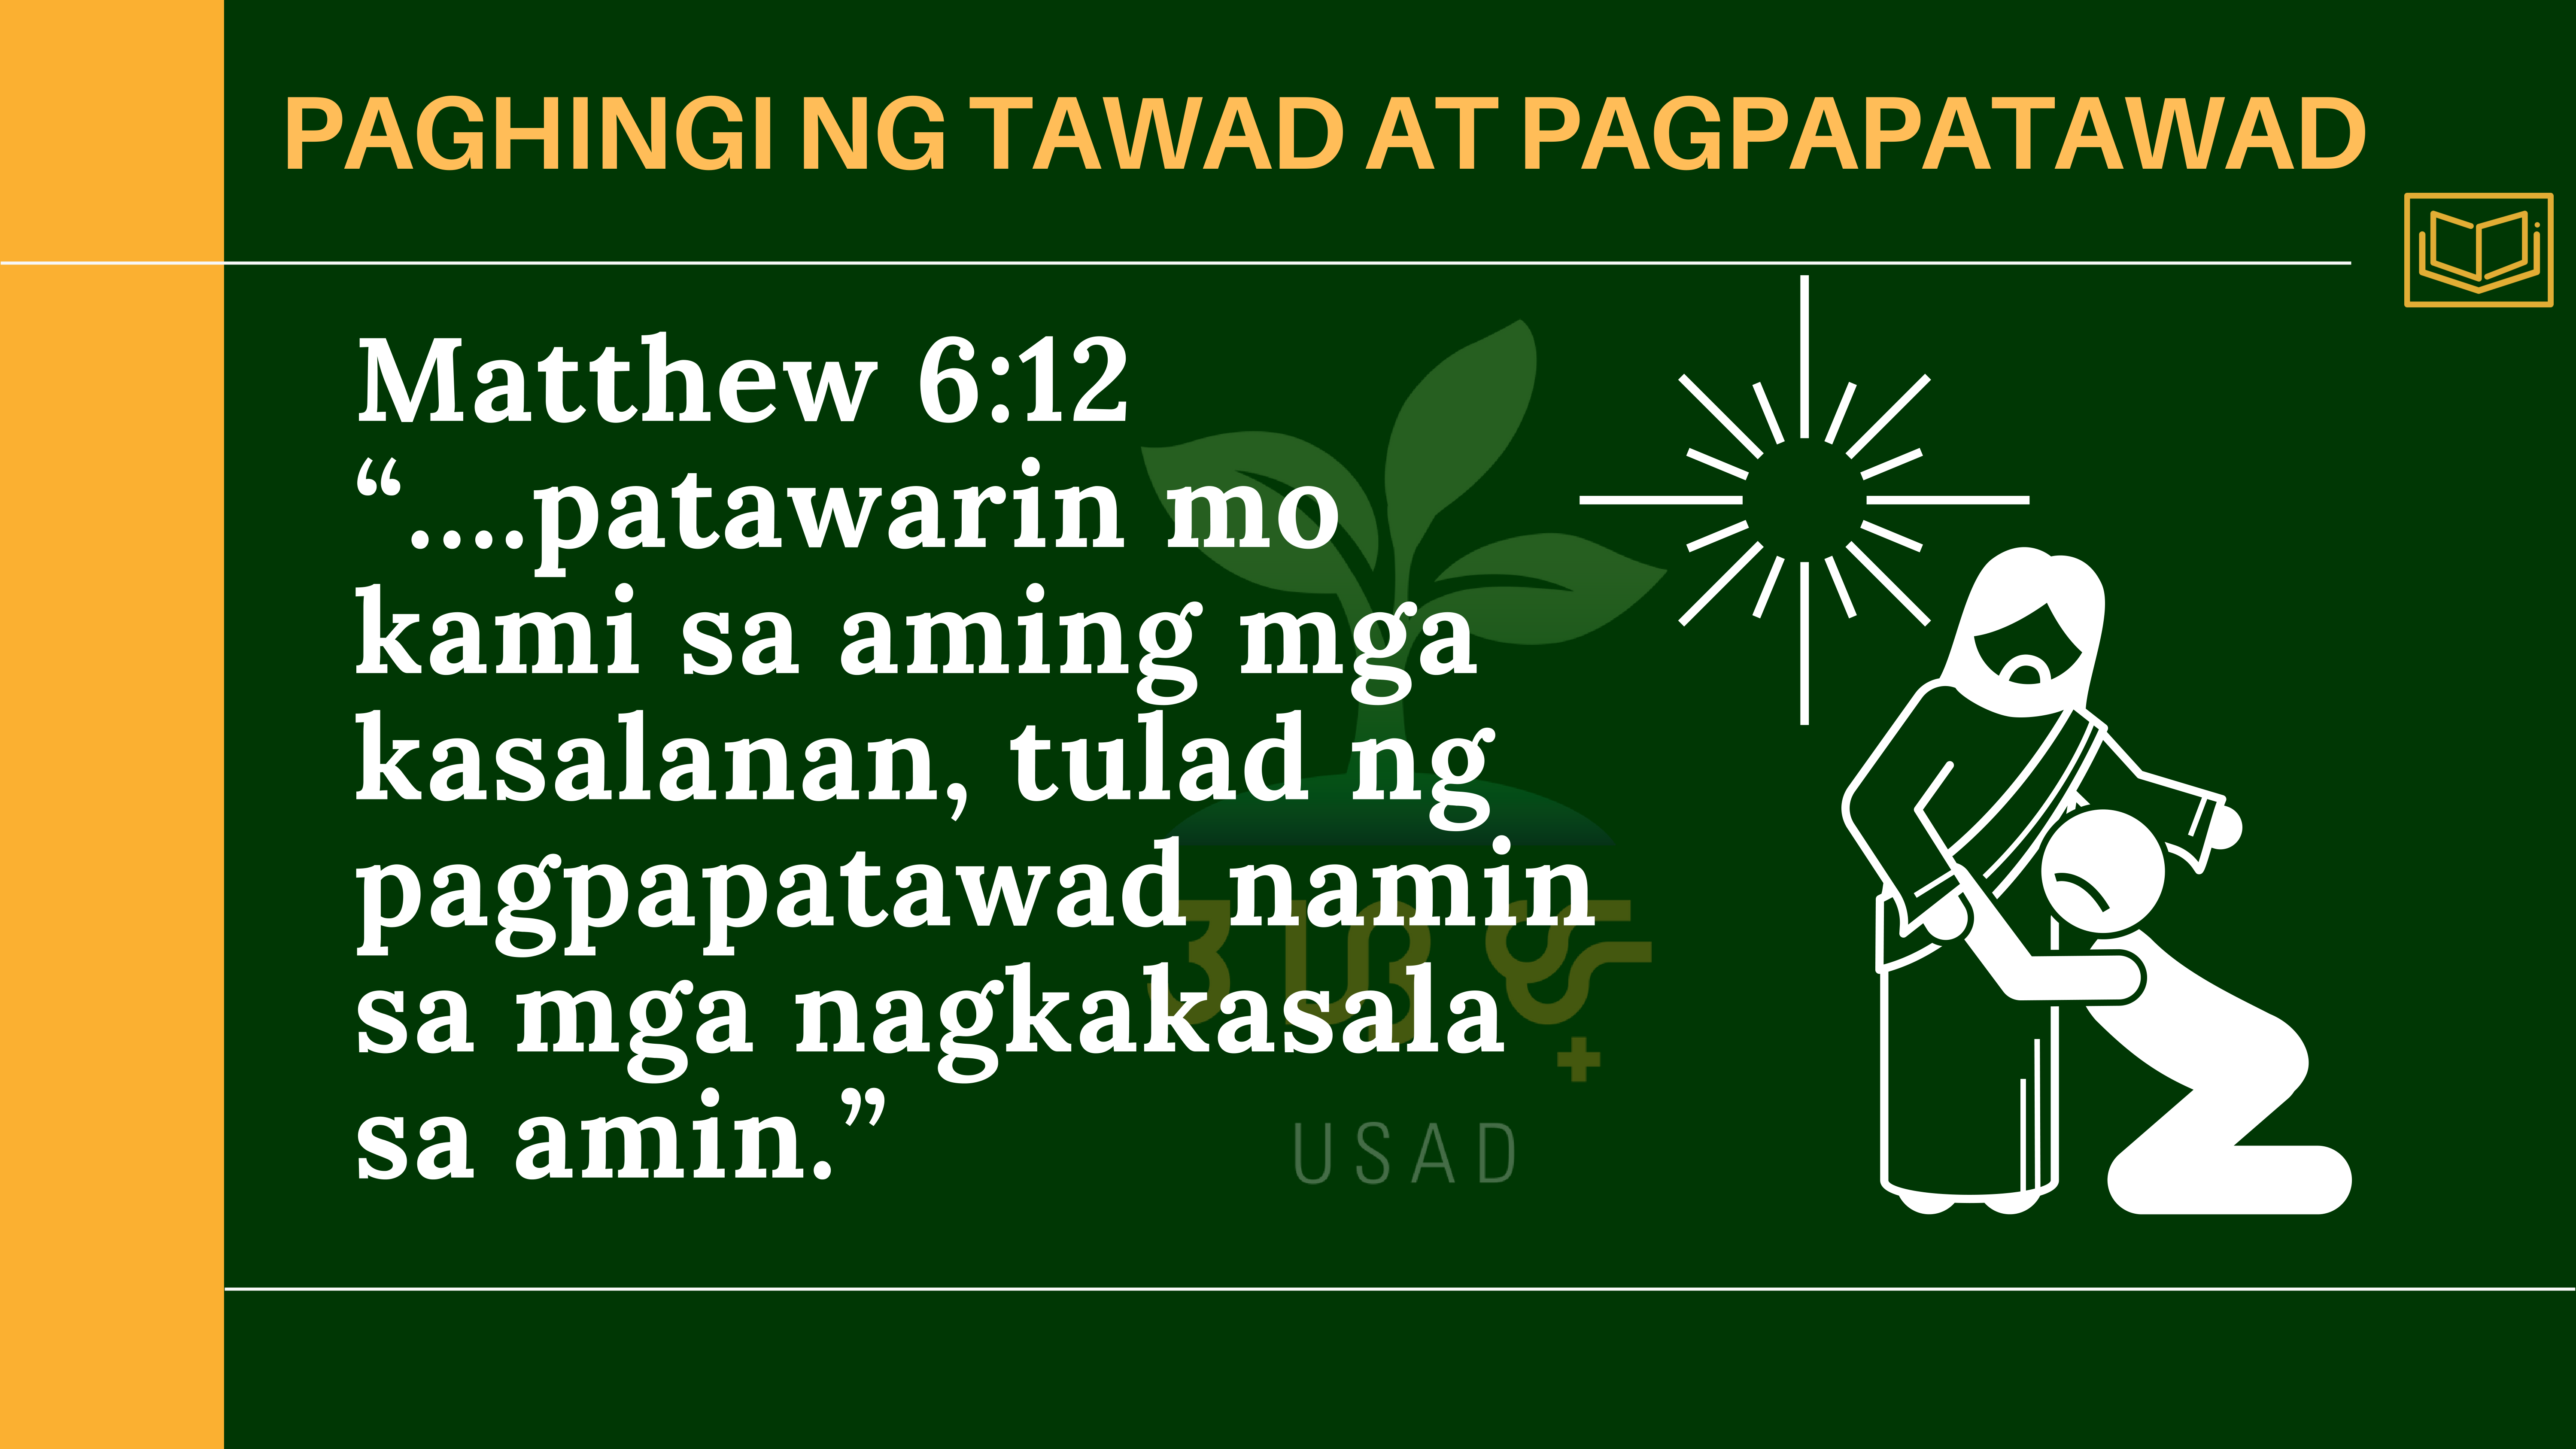 PAGHINGI NG TAWAD AT PAGPAPATAWAD
Matthew 6:12
“....patawarin mo
kami sa aming mga
kasalanan, tulad ng
pagpapatawad namin
sa mga nagkakasala
sa amin.”
USAD